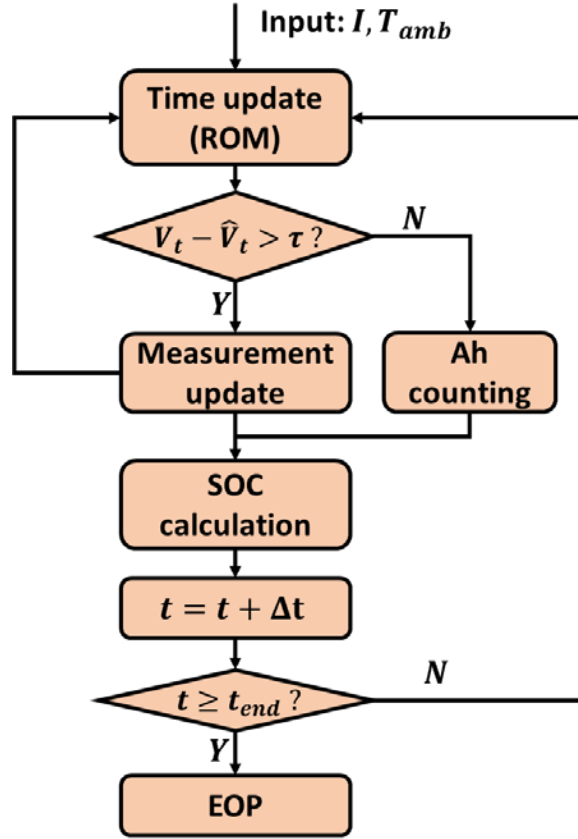 Input: I, T_amb
Time update
(ROM)
V_t − V̂_t > τ ?
N
Y
Measurement
update
Ah
counting
SOC
calculation
t = t + Δt
t ≥ t_end ?
N
Y
EOP